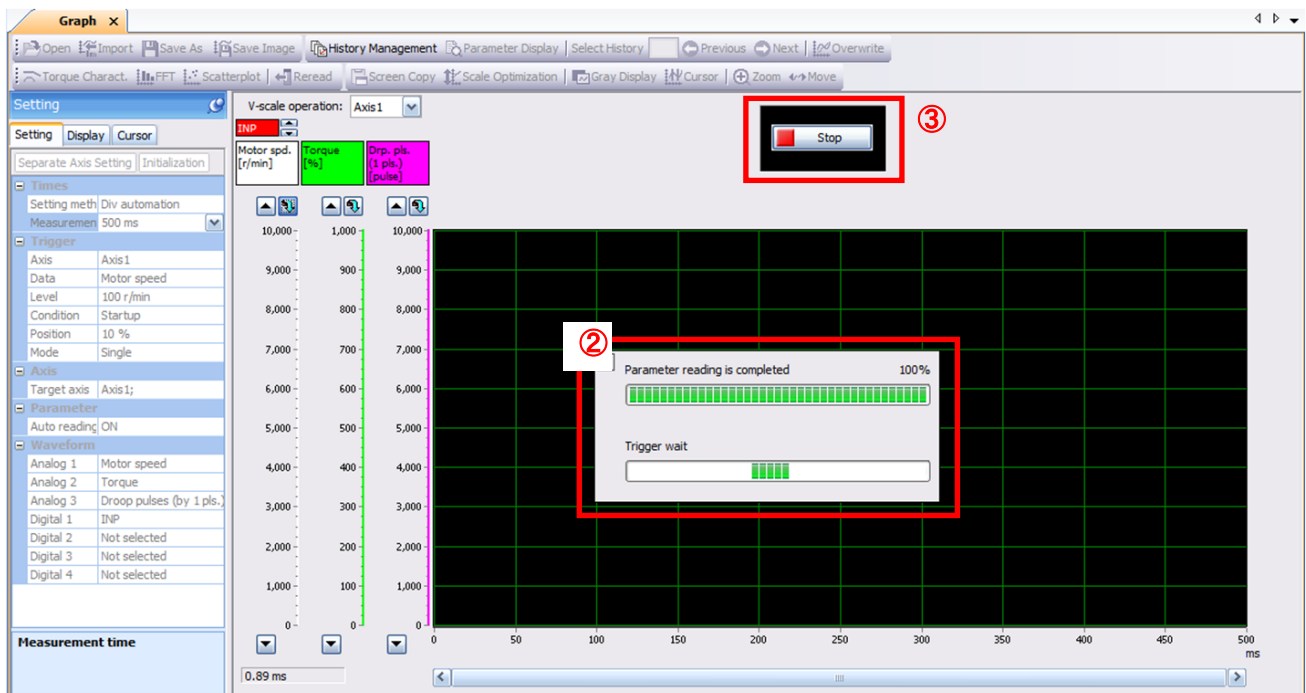 Graph
Open Import Save As Save Image History Management Parameter Display Select History Previous Next Overwrite
Torque Charact. FFT Scatterplot Reread Screen Copy Scale Optimization Gray Display Cursor Zoom Move
Setting
Setting Display Cursor
Separate Axis Setting Initialization
Times
Setting meth Div automation
Measuremen 500 ms
Trigger
Axis Axis1
Data Motor speed
Level 100 r/min
Condition Startup
Position 10 %
Mode Single
Axis
Target axis Axis1;
Parameter
Auto reading ON
Waveform
Analog 1 Motor speed
Analog 2 Torque
Analog 3 Droop pulses (by 1 pls.)
Digital 1 INP
Digital 2 Not selected
Digital 3 Not selected
Digital 4 Not selected
Measurement time
V-scale operation: Axis1
INP
Motor spd. Torque Drp. pls.
[r/min] [%] (1 pls.)
[pulse]
Stop
③
10,000 1,000 10,000
9,000 900 9,000
8,000 800 8,000
7,000 700 7,000
6,000 600 6,000
5,000 500 5,000
4,000 400 4,000
3,000 300 3,000
2,000 200 2,000
1,000 100 1,000
0 0 0
②
Parameter reading is completed 100%
Trigger wait
0 50 100 150 200 250 300 350 400 450 500
ms
0.89 ms